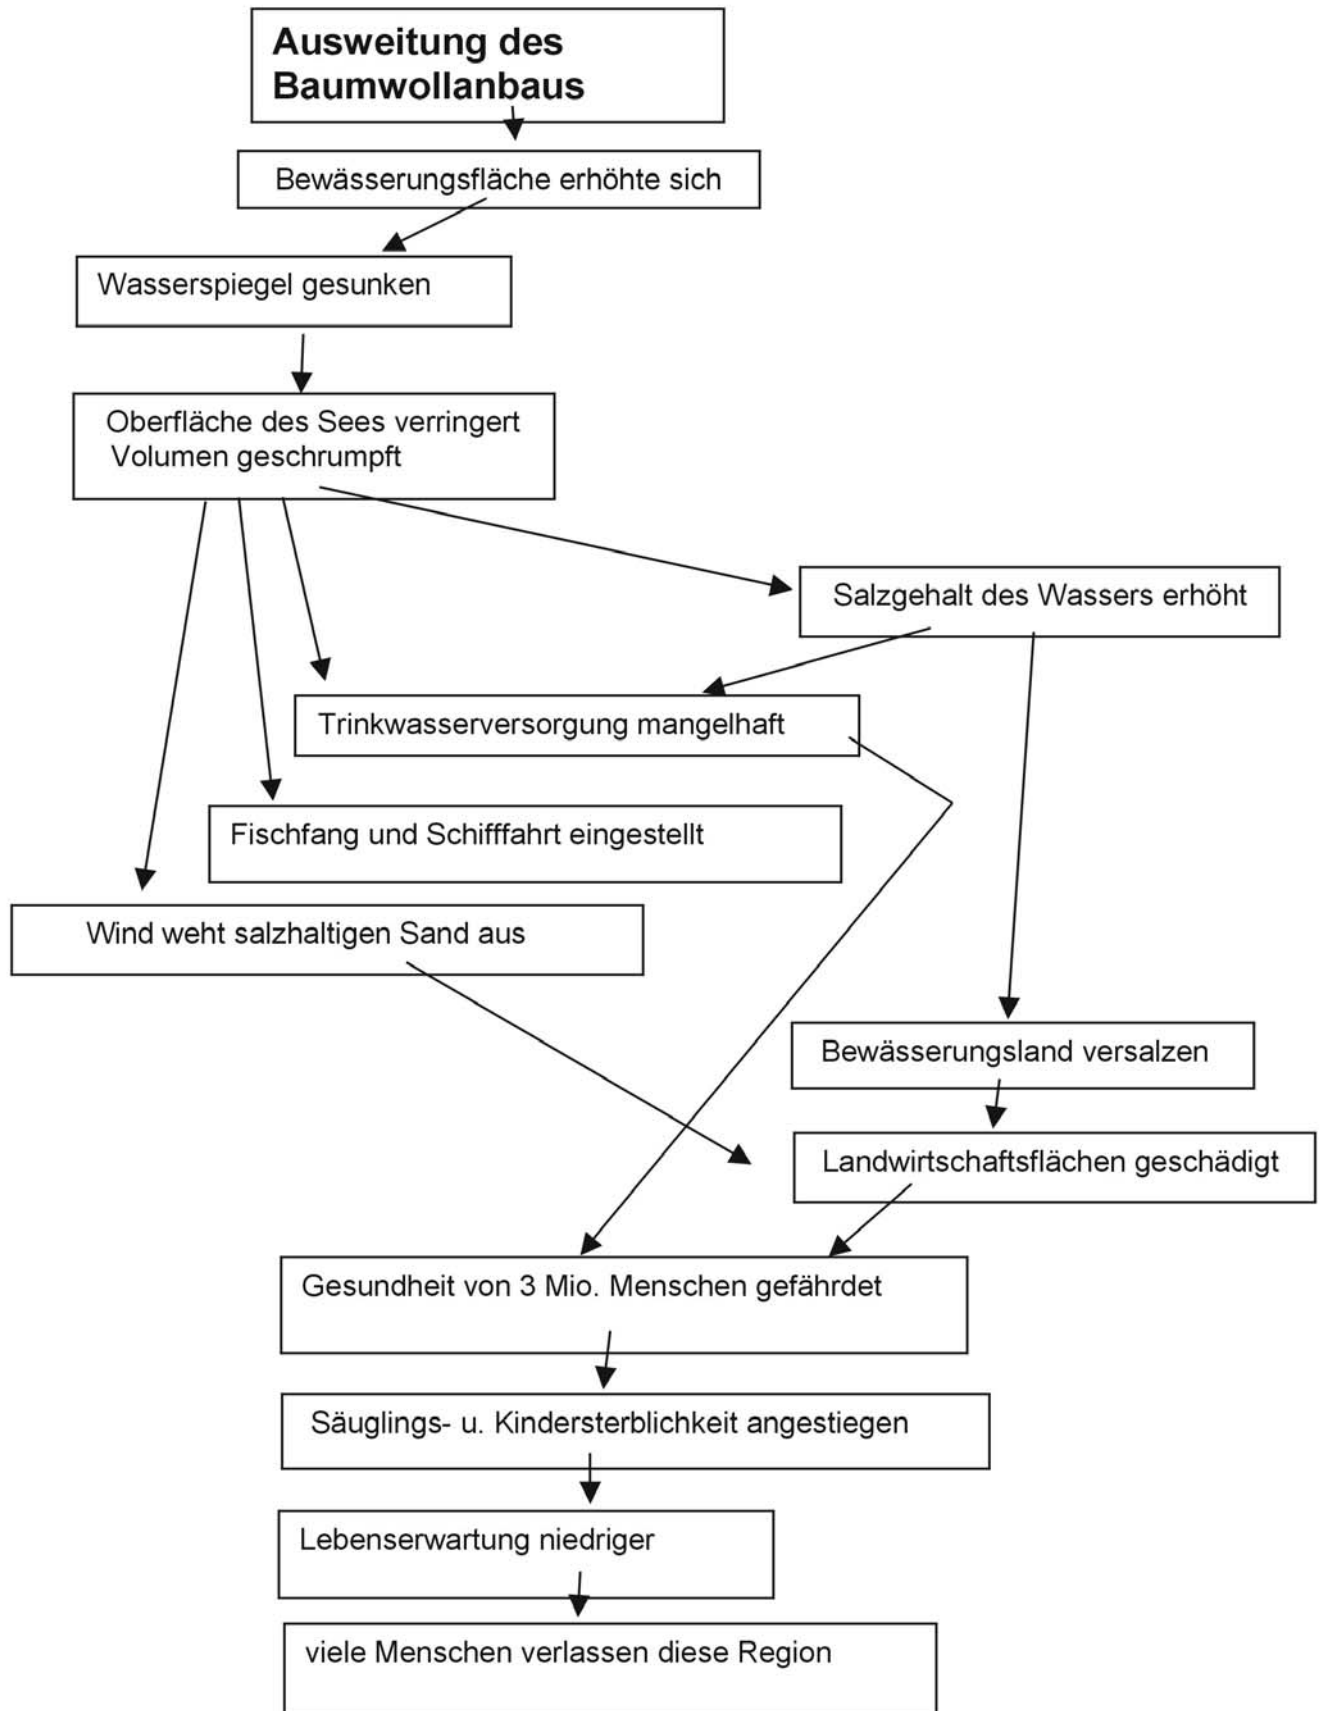 Ausweitung des
Baumwollanbaus
Bewässerungsfläche erhöhte sich
Wasserspiegel gesunken
Oberfläche des Sees verringert
Volumen geschrumpft
Salzgehalt des Wassers erhöht
Trinkwasserversorgung mangelhaft
Fischfang und Schifffahrt eingestellt
Wind weht salzhaltigen Sand aus
Bewässerungsland versalzen
Landwirtschaftsflächen geschädigt
Gesundheit von 3 Mio. Menschen gefährdet
Säuglings- u. Kindersterblichkeit angestiegen
Lebenserwartung niedriger
viele Menschen verlassen diese Region